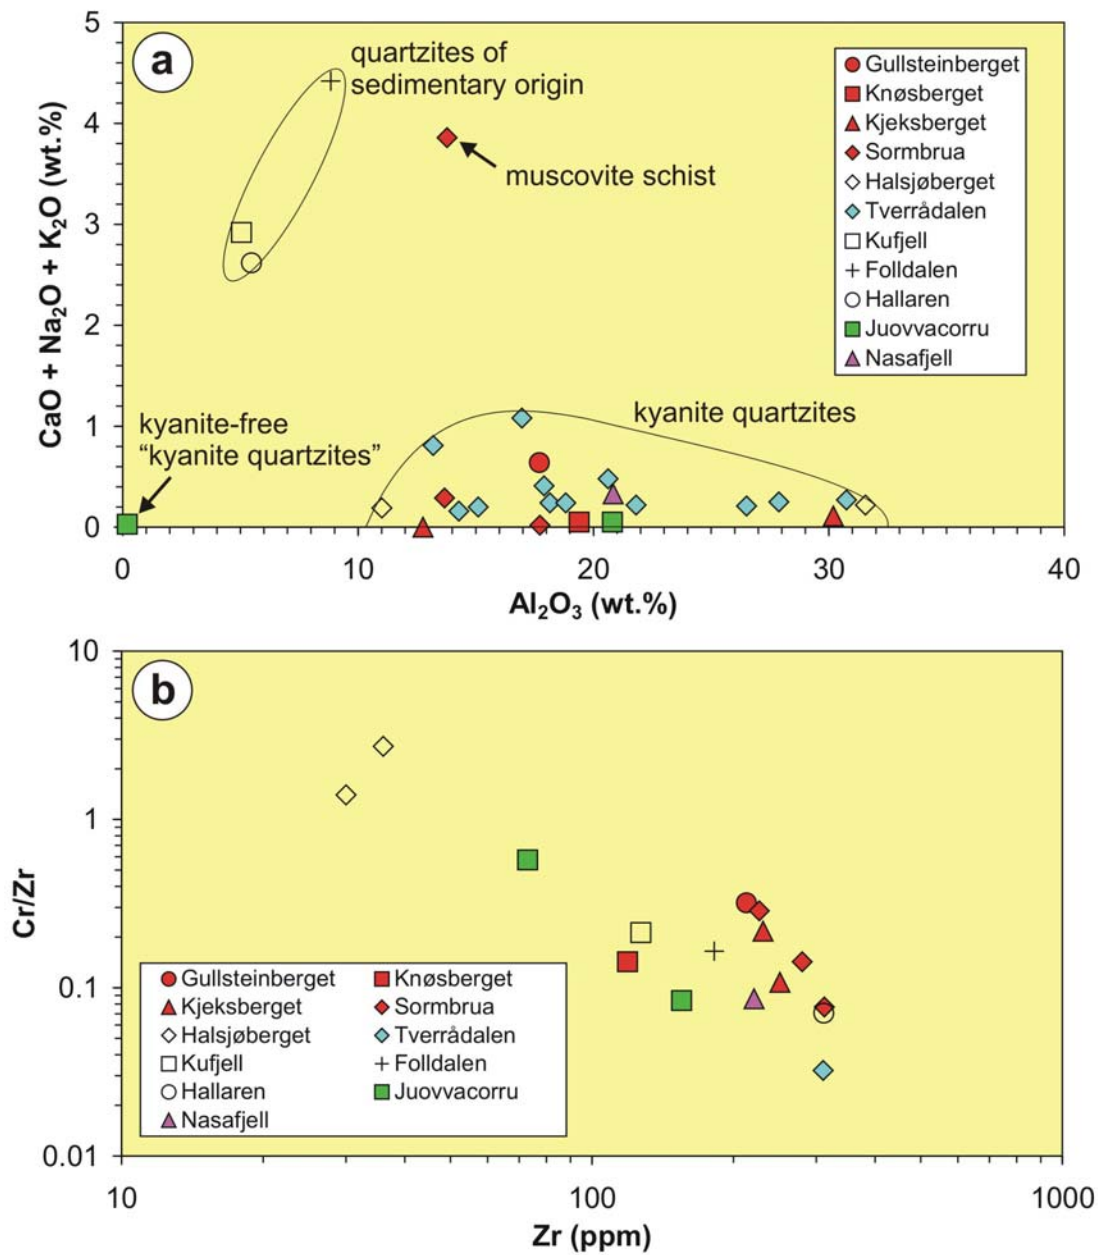 a
5
4
3
2
1
0
CaO + Na₂O + K₂O (wt.%)
quartzites of
sedimentary origin
muscovite schist
kyanite-free
“kyanite quartzites”
kyanite quartzites
Gullsteinberget
Knøsberget
Kjeksberget
Sormbrua
Halsjøberget
Tverrådalen
Kufjell
Folldalen
Hallaren
Juovvacorru
Nasafjell
0 10 20 30 40
Al₂O₃ (wt.%)
b
10
1
0.1
0.01
Cr/Zr
Gullsteinberget Knøsberget
Kjeksberget Sormbrua
Halsjøberget Tverrådalen
Kufjell Folldalen
Hallaren Juovvacorru
Nasafjell
10 100 1000
Zr (ppm)